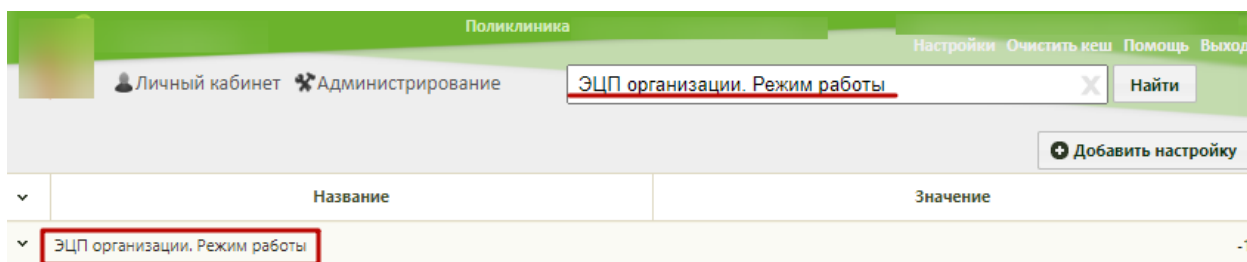 Поликлиника
Настройки Очистить кеш Помощь Выход
Личный кабинет Администрирование ЭЦП организации. Режим работы X Найти
Добавить настройку
Название Значение
ЭЦП организации. Режим работы